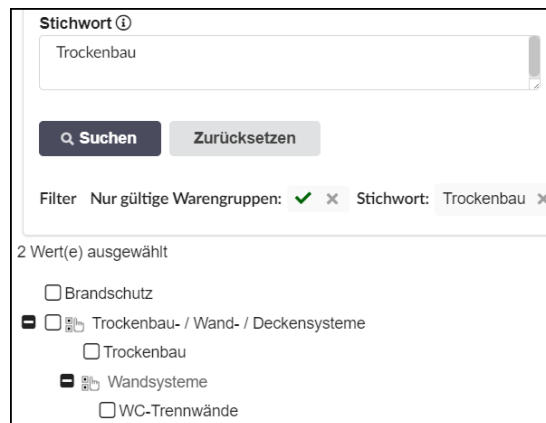 Stichwort
Trockenbau
Suchen Zurücksetzen
Filter Nur gültige Warengruppen: Stichwort: Trockenbau
2 Wert(e) ausgewählt
Brandschutz
Trockenbau- / Wand- / Deckensysteme
Trockenbau
Wandsysteme
WC-Trennwände